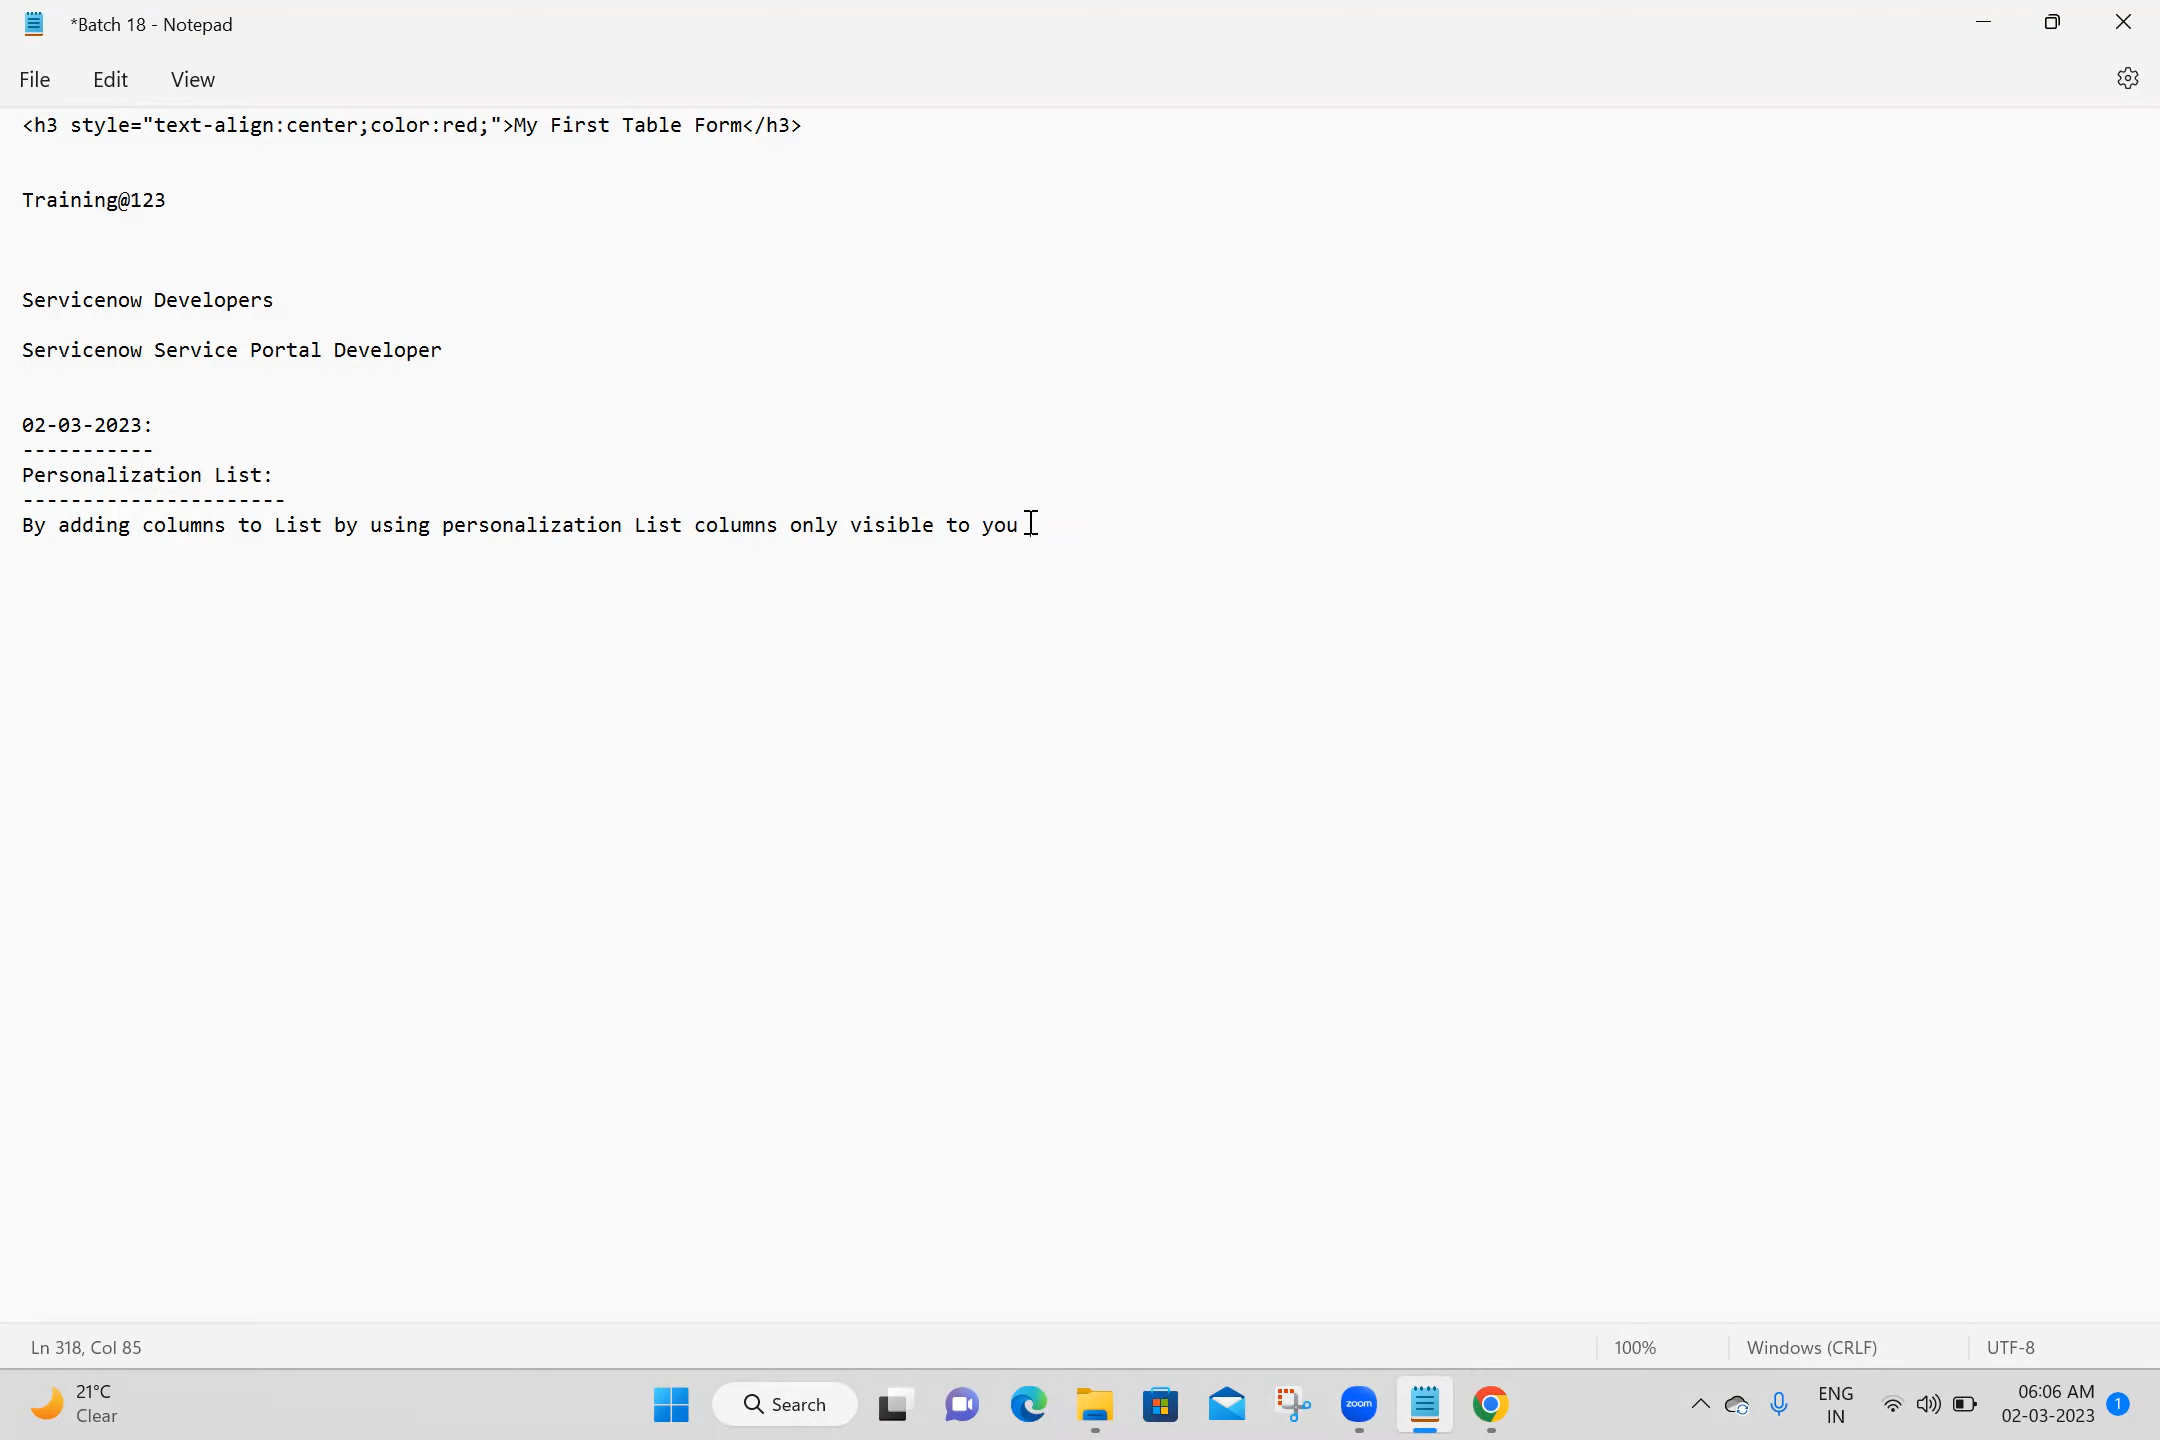 *Batch 18 - Notepad
File Edit View
<h3 style="text-align:center;color:red;">My First Table Form</h3>
Training@123
Servicenow Developers
Servicenow Service Portal Developer
02-03-2023:
-----------
Personalization List:
----------------------
By adding columns to List by using personalization List columns only visible to you
Ln 318, Col 85 100% Windows (CRLF) UTF-8
21°C
Clear
Search
zoom
ENG
IN
06:06 AM
02-03-2023
1